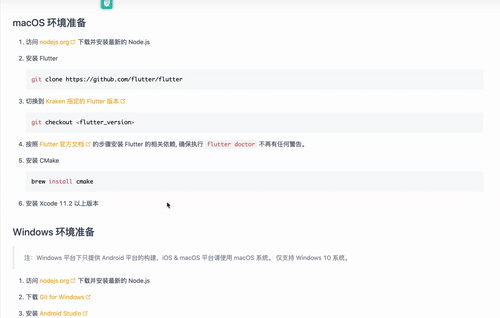 macOS 环境准备
1. 访问 nodejs.org 下载并安装最新的 Node.js
2. 安装 Flutter
git clone https://github.com/flutter/flutter
3. 切换到 Kraken 指定的 Flutter 版本
git checkout <flutter_version>
4. 按照 Flutter 官方文档 的步骤安装 Flutter 的相关依赖, 确保执行 flutter doctor 不再有任何警告。
5. 安装 CMake
brew install cmake
6. 安装 Xcode 11.2 以上版本
Windows 环境准备
注：Windows 平台下只提供 Android 平台的构建，iOS & macOS 平台请使用 macOS 系统。 仅支持 Windows 10 系统。
1. 访问 nodejs.org 下载并安装最新的 Node.js
2. 下载 Git for Windows
3. 安装 Android Studio